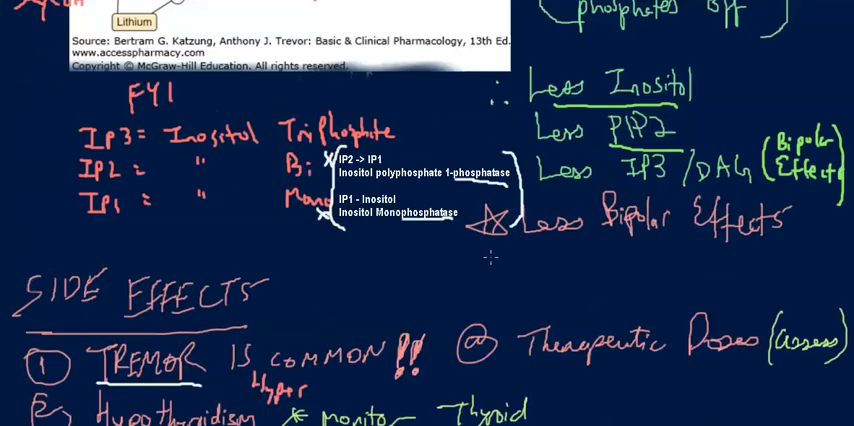 phosphates off
Lithium
Source: Bertram G. Katzung, Anthony J. Trevor: Basis & Clinical Pharmacology, 13th Ed.
www.accesspharmacy.com
Copyright © McGraw-Hill Education. All rights reserved.
FYI
IP3 = Inositol Triphosphate
IP2 = " Bi
IP1 = " Mono
IP2 -> IP1
Inositol polyphosphate 1-phosphatase
IP1 - Inositol
Inositol Monophosphatase
∴ Less Inositol
Less PIP2
Less IP3/DAG (Bipolar Effects)
☆ Less Bipolar Effects
SIDE EFFECTS
① TREMOR IS COMMON!! @ Therapeutic Doses (assess)
Hyper
② Hypothyroidism * monitor Thyroid